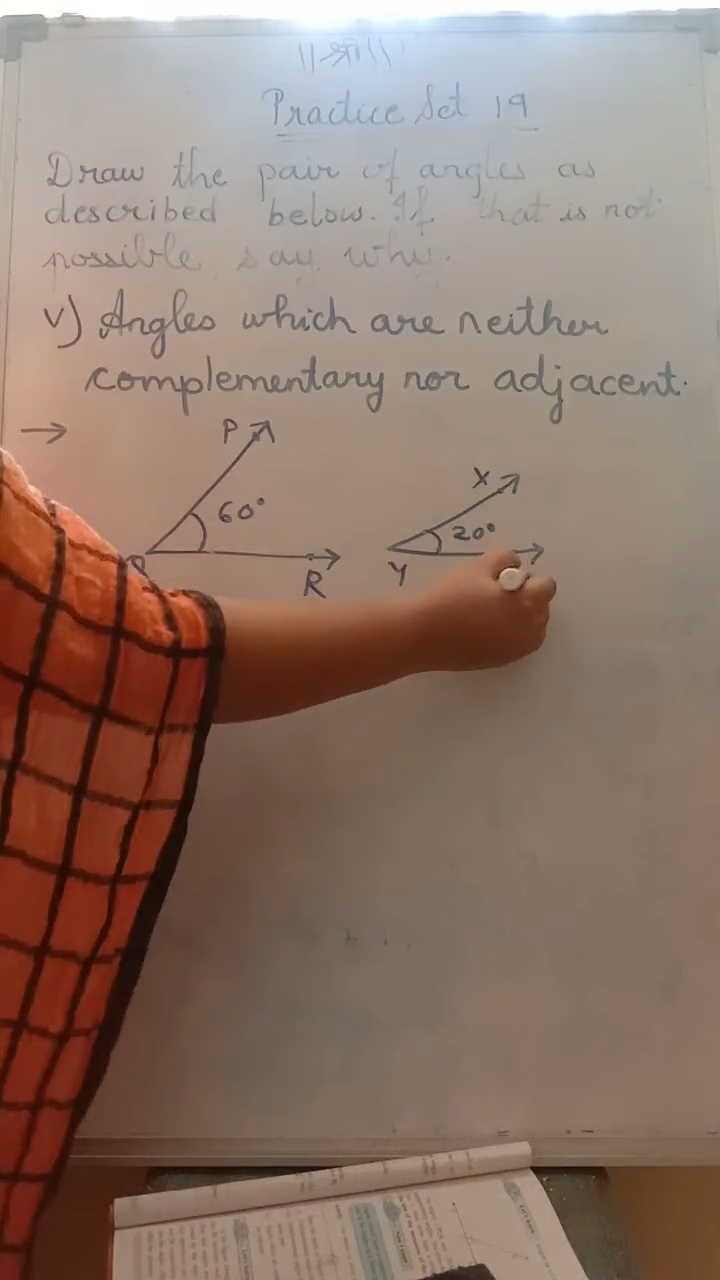 ॥श्री॥
Practice Set 19
Draw the pair of angles as
described below. If that is not
possible, say why.
v) Angles which are neither
complementary nor adjacent.
→
P
60°
R
X
20°
Y